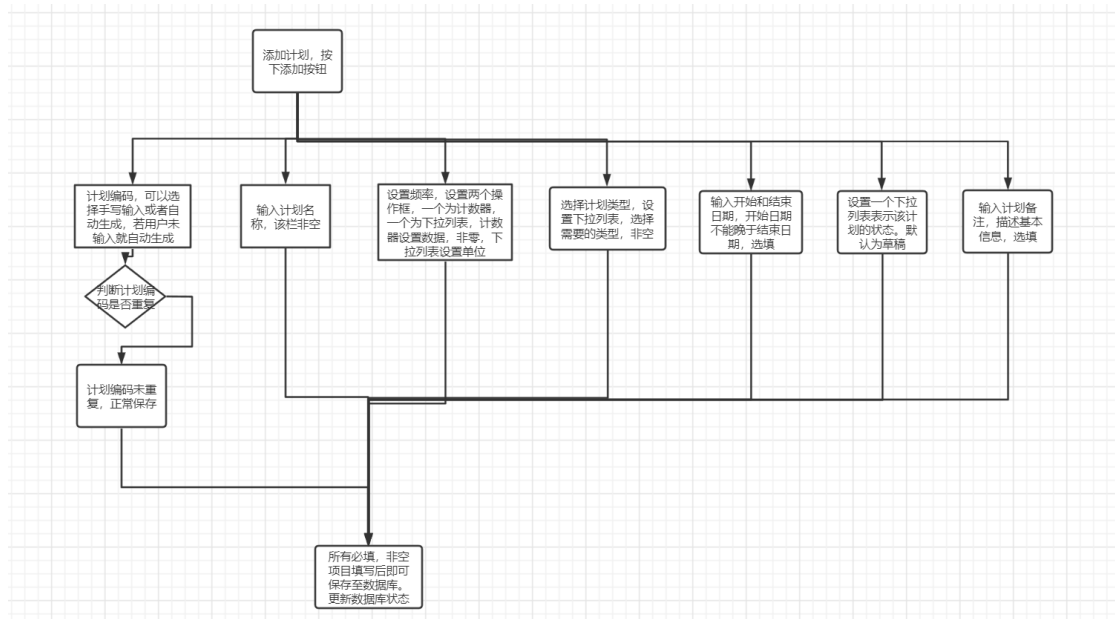 添加计划，按
下添加按钮
计划编码，可以选
择手写输入或者自
动生成，若用户未
输入就自动生成
输入计划名
称，该栏非空
设置频率，设置两个操
作框，一个为计数器，
一个为下拉列表，计数
器设置数据，非零，下
拉列表设置单位
选择计划类型，设
置下拉列表，选择
需要的类型，非空
输入开始和结束
日期，开始日期
不能晚于结束日
期，选填
设置一个下拉
列表表示该计
划的状态。默
认为草稿
输入计划备
注，描述基本
信息，选填
判断计划编
码是否重复
计划编码未重
复，正常保存
所有必填，非空
项目填写后即可
保存至数据库。
更新数据库状态